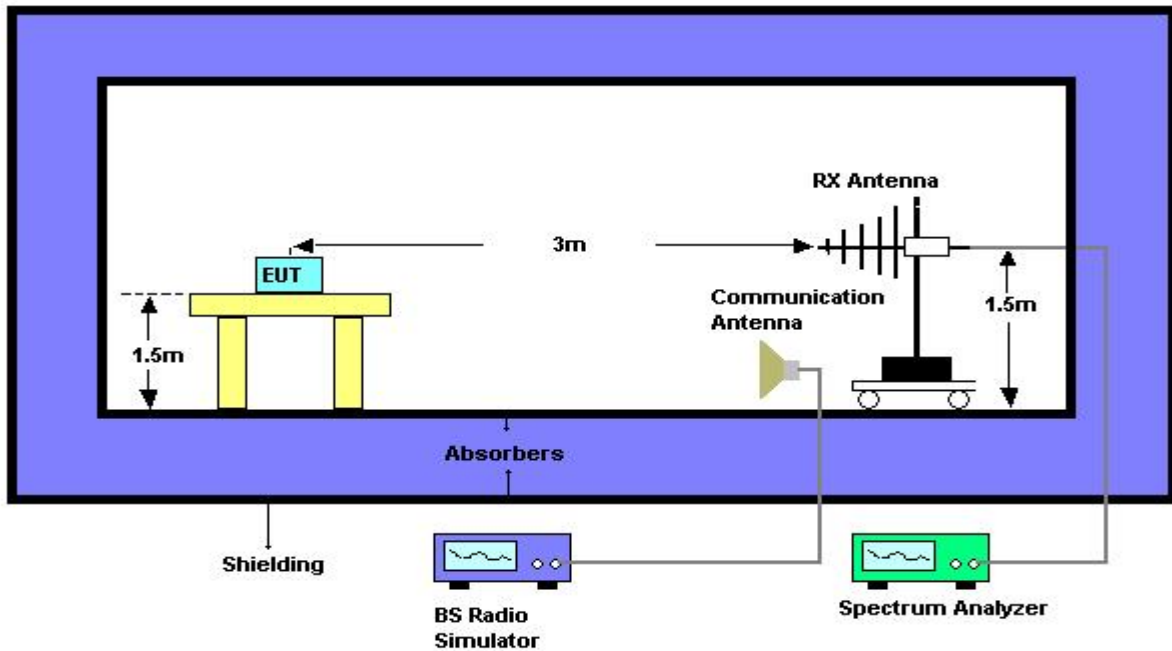 RX Antenna
3m
EUT
Communication
Antenna
1.5m
1.5m
Absorbers
Shielding
BS Radio
Simulator
Spectrum Analyzer